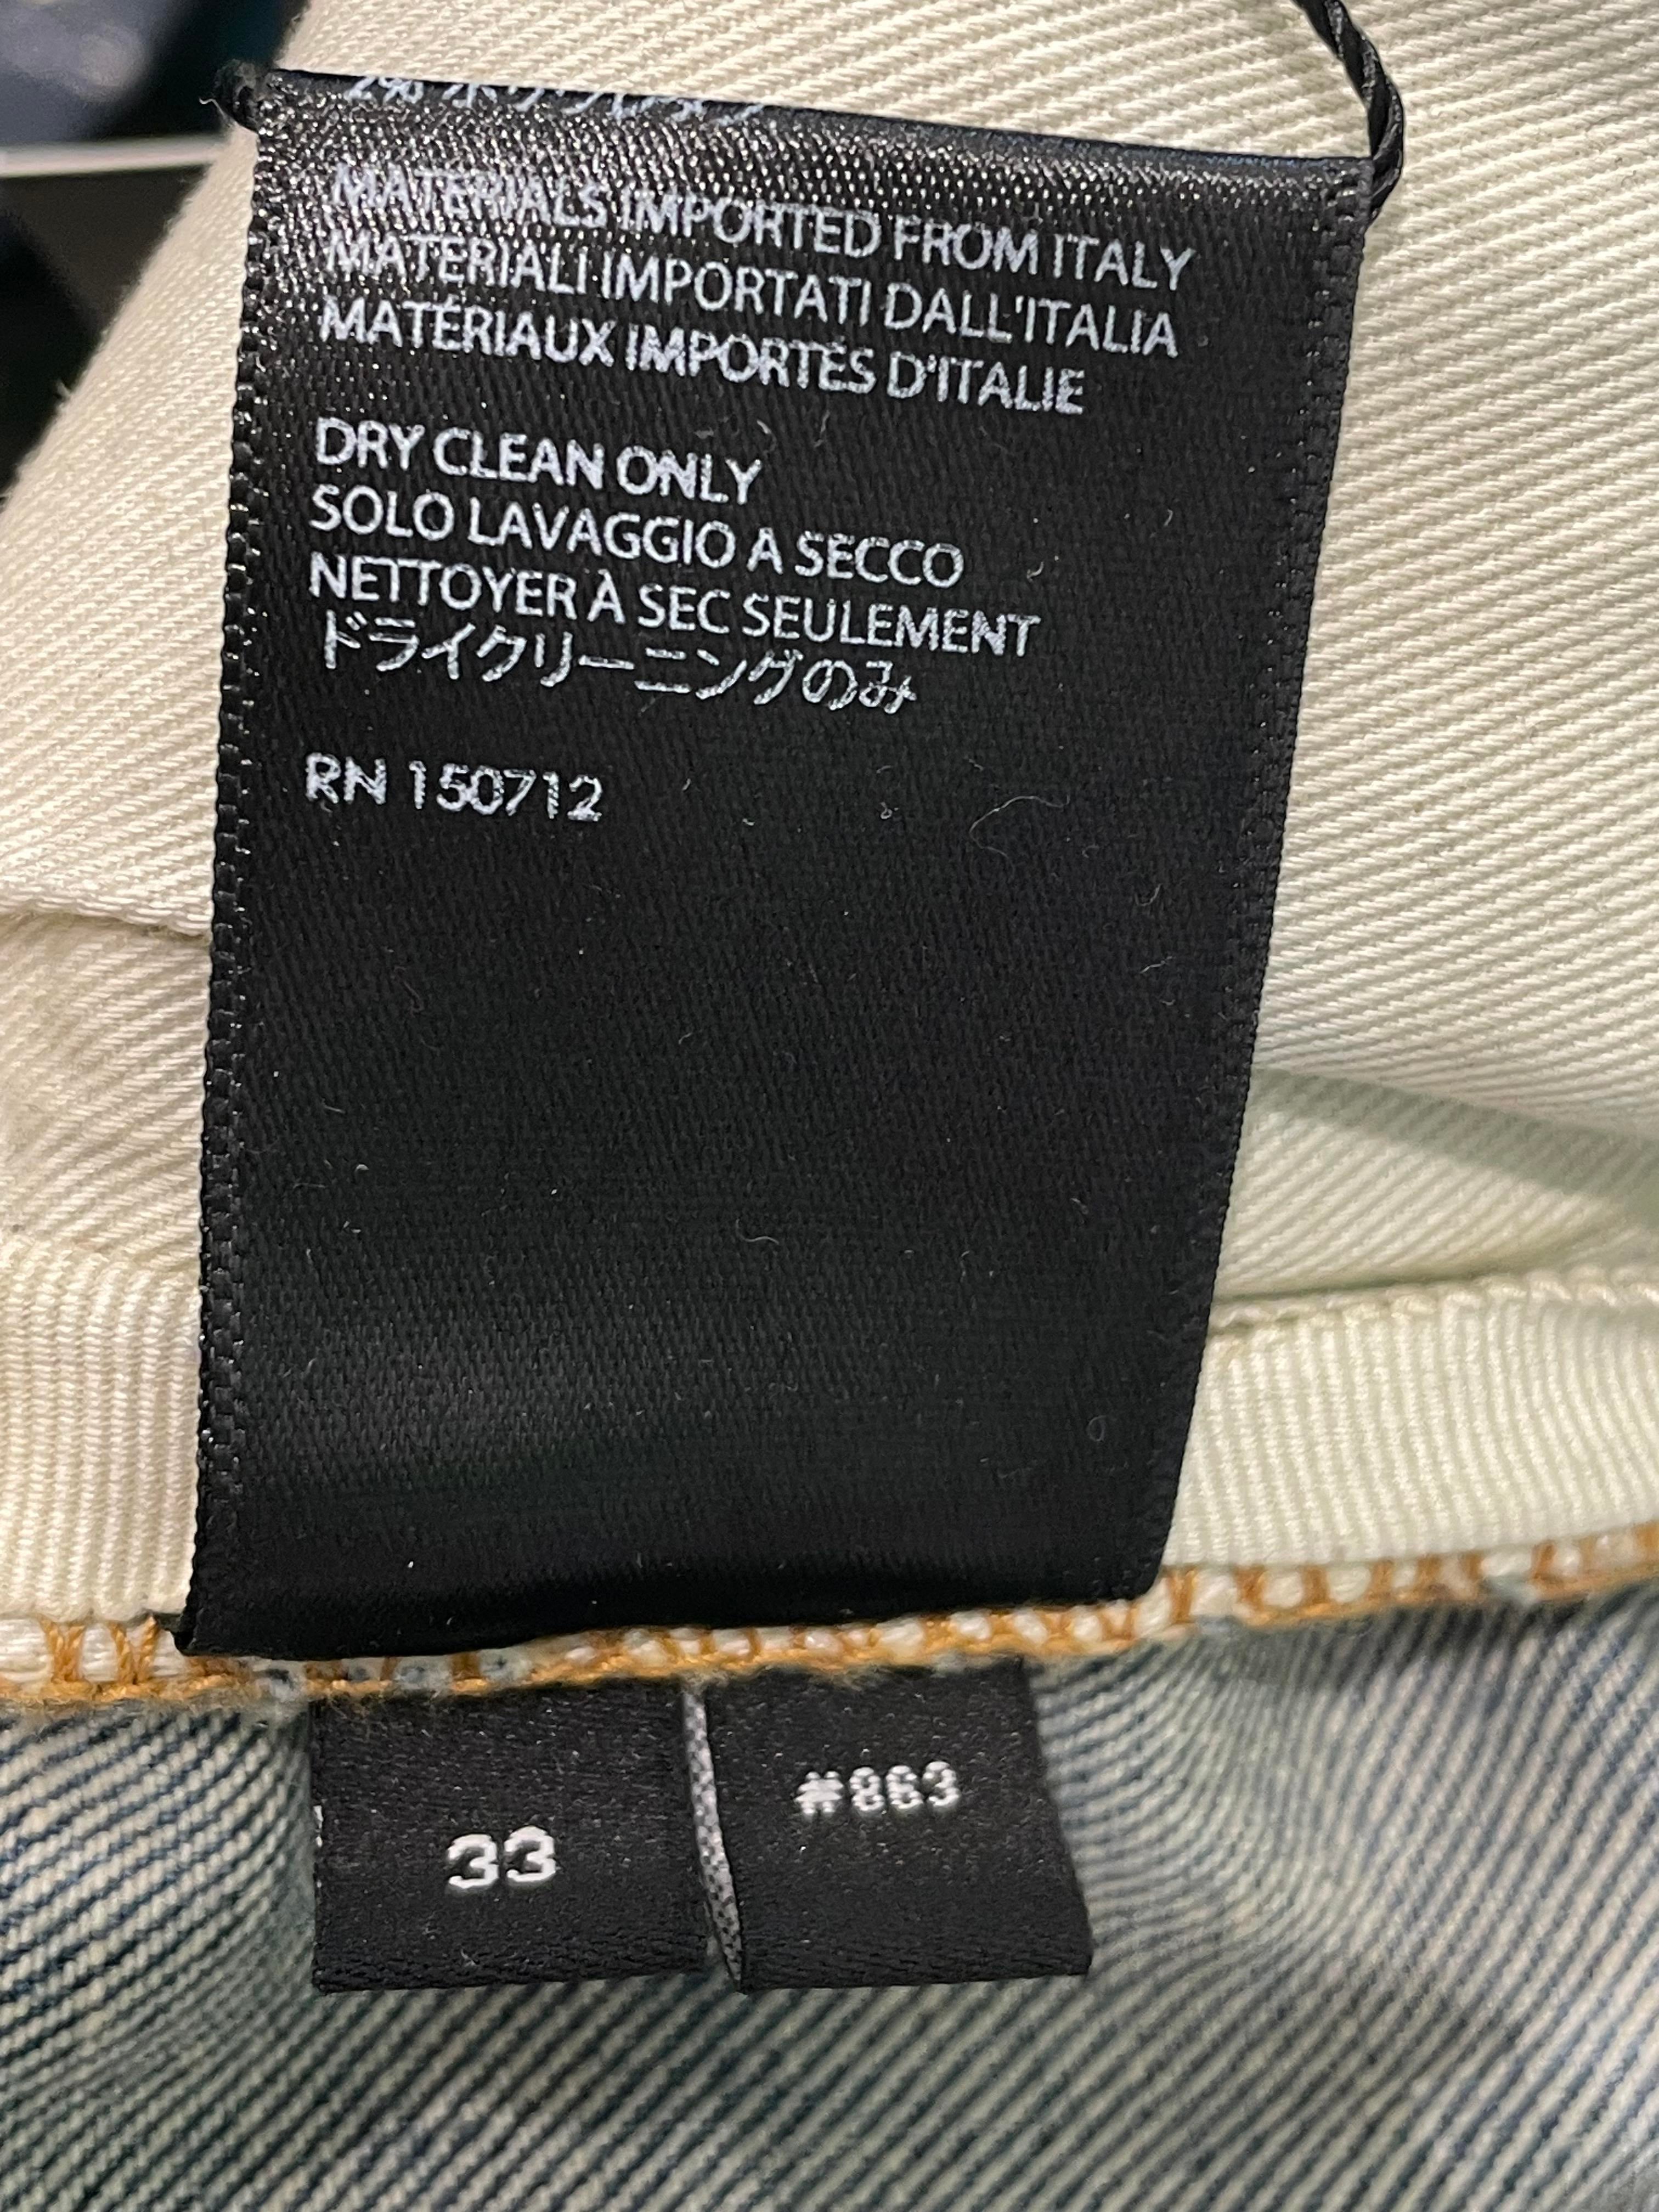 2%
MATERIALS IMPORTED FROM ITALY
MATERIALI IMPORTATI DALL'ITALIA
MATÉRIAUX IMPORTÉS D'ITALIE
DRY CLEAN ONLY
SOLO LAVAGGIO A SECCO
NETTOYER À SEC SEULEMENT
ドライクリーニングのみ
RN 150712
33
#863